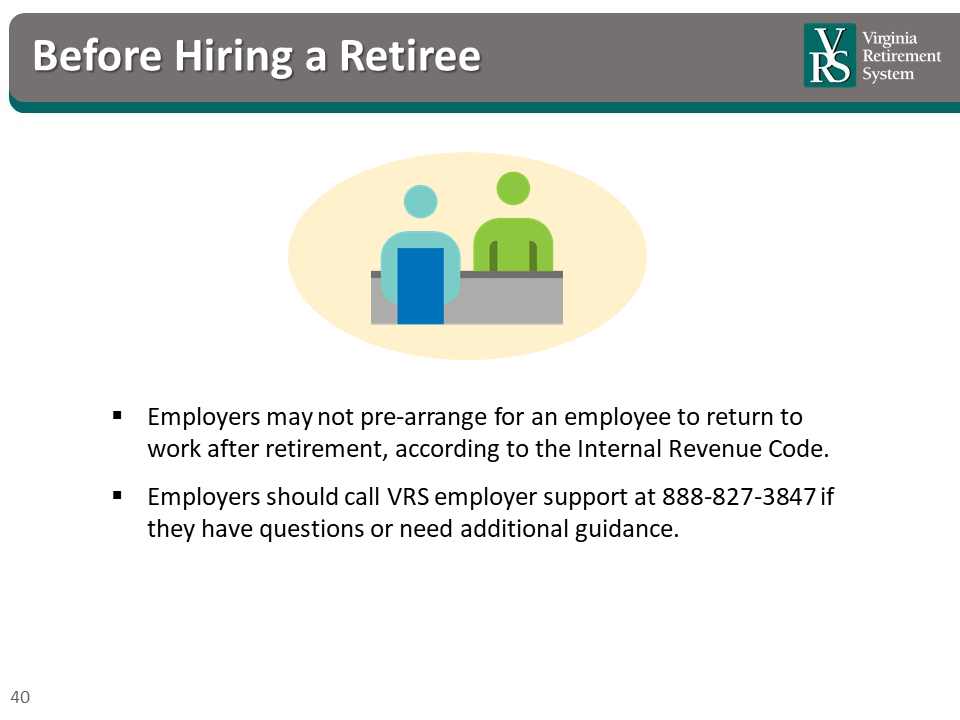 Before Hiring a Retiree
VRS
Virginia
Retirement
System
▪ Employers may not pre-arrange for an employee to return to
work after retirement, according to the Internal Revenue Code.
▪ Employers should call VRS employer support at 888-827-3847 if
they have questions or need additional guidance.
40